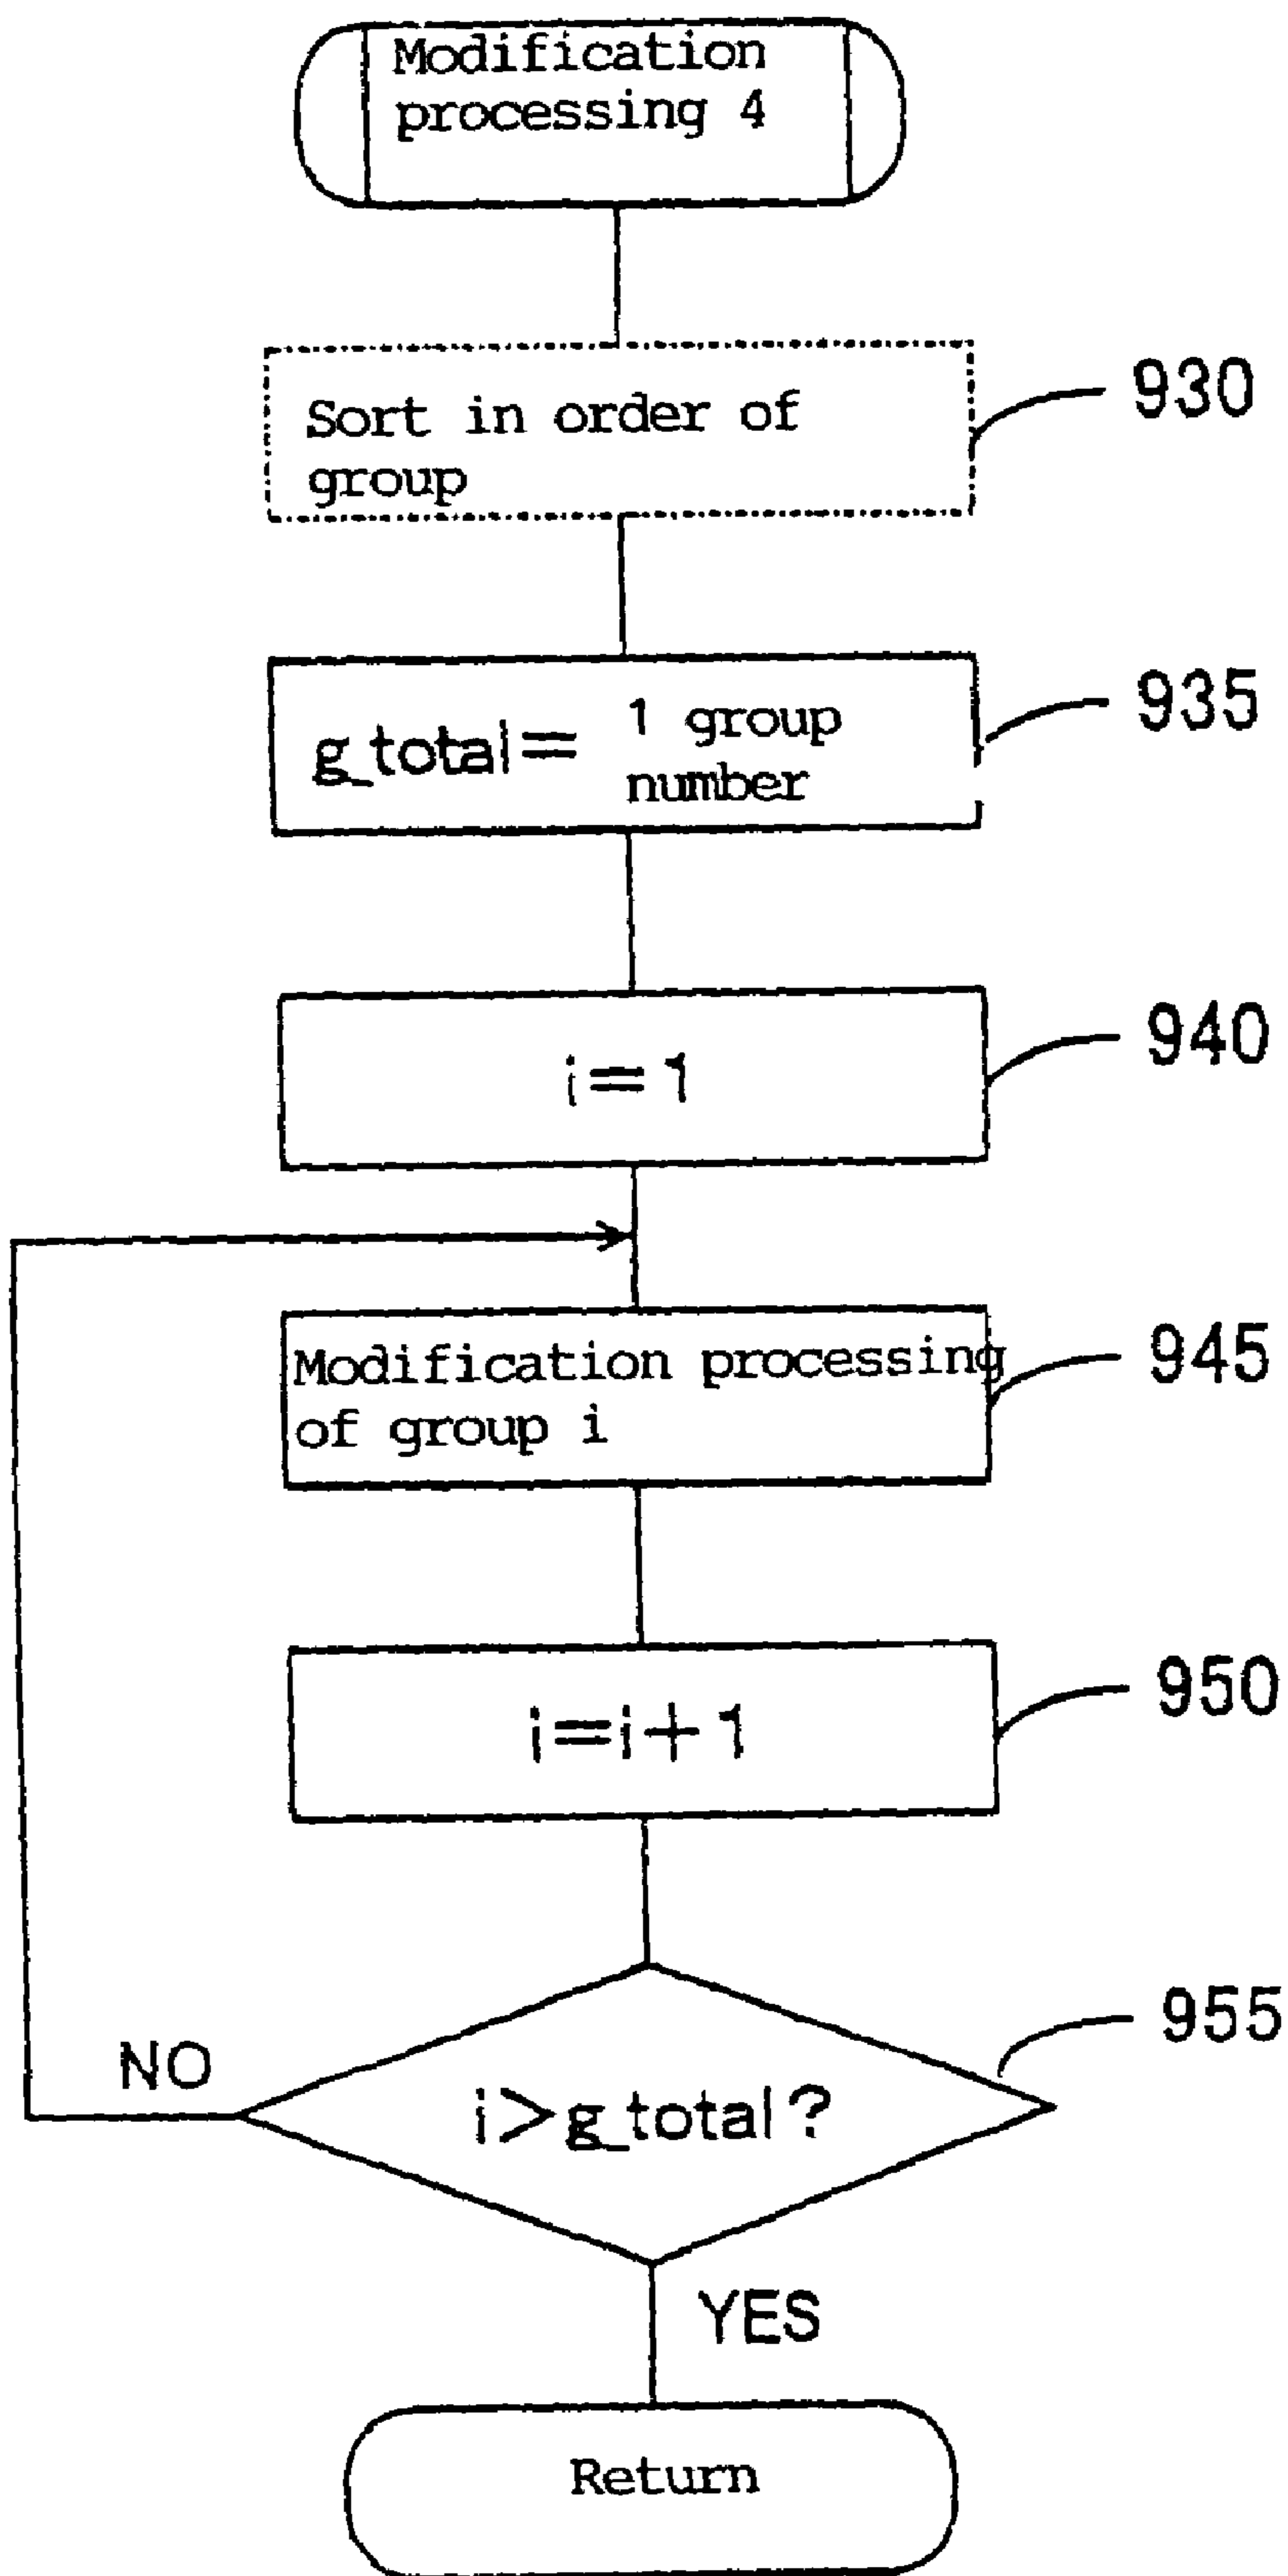 Modification
processing 4
Sort in order of
group
930
g_total= 1 group
number
935
i=1
940
Modification processing
of group i
945
i=i+1
950
i>g_total?
955
NO
YES
Return